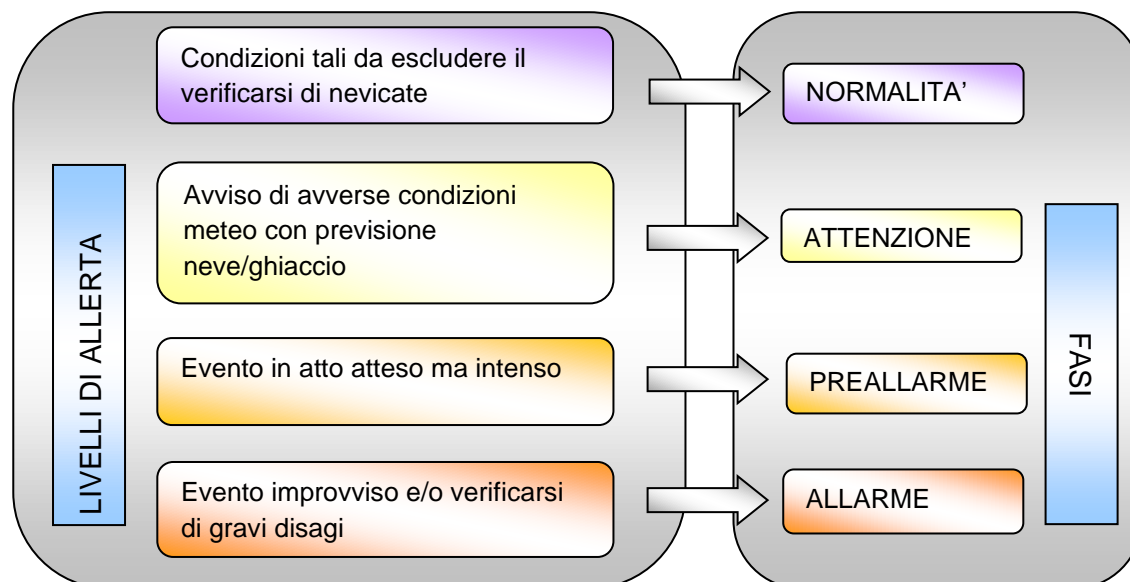 Condizioni tali da escludere il
verificarsi di nevicate
NORMALITA’
LIVELLI DI ALLERTA
Avviso di avverse condizioni
meteo con previsione
neve/ghiaccio
ATTENZIONE
FASI
Evento in atto atteso ma intenso
PREALLARME
Evento improvviso e/o verificarsi
di gravi disagi
ALLARME